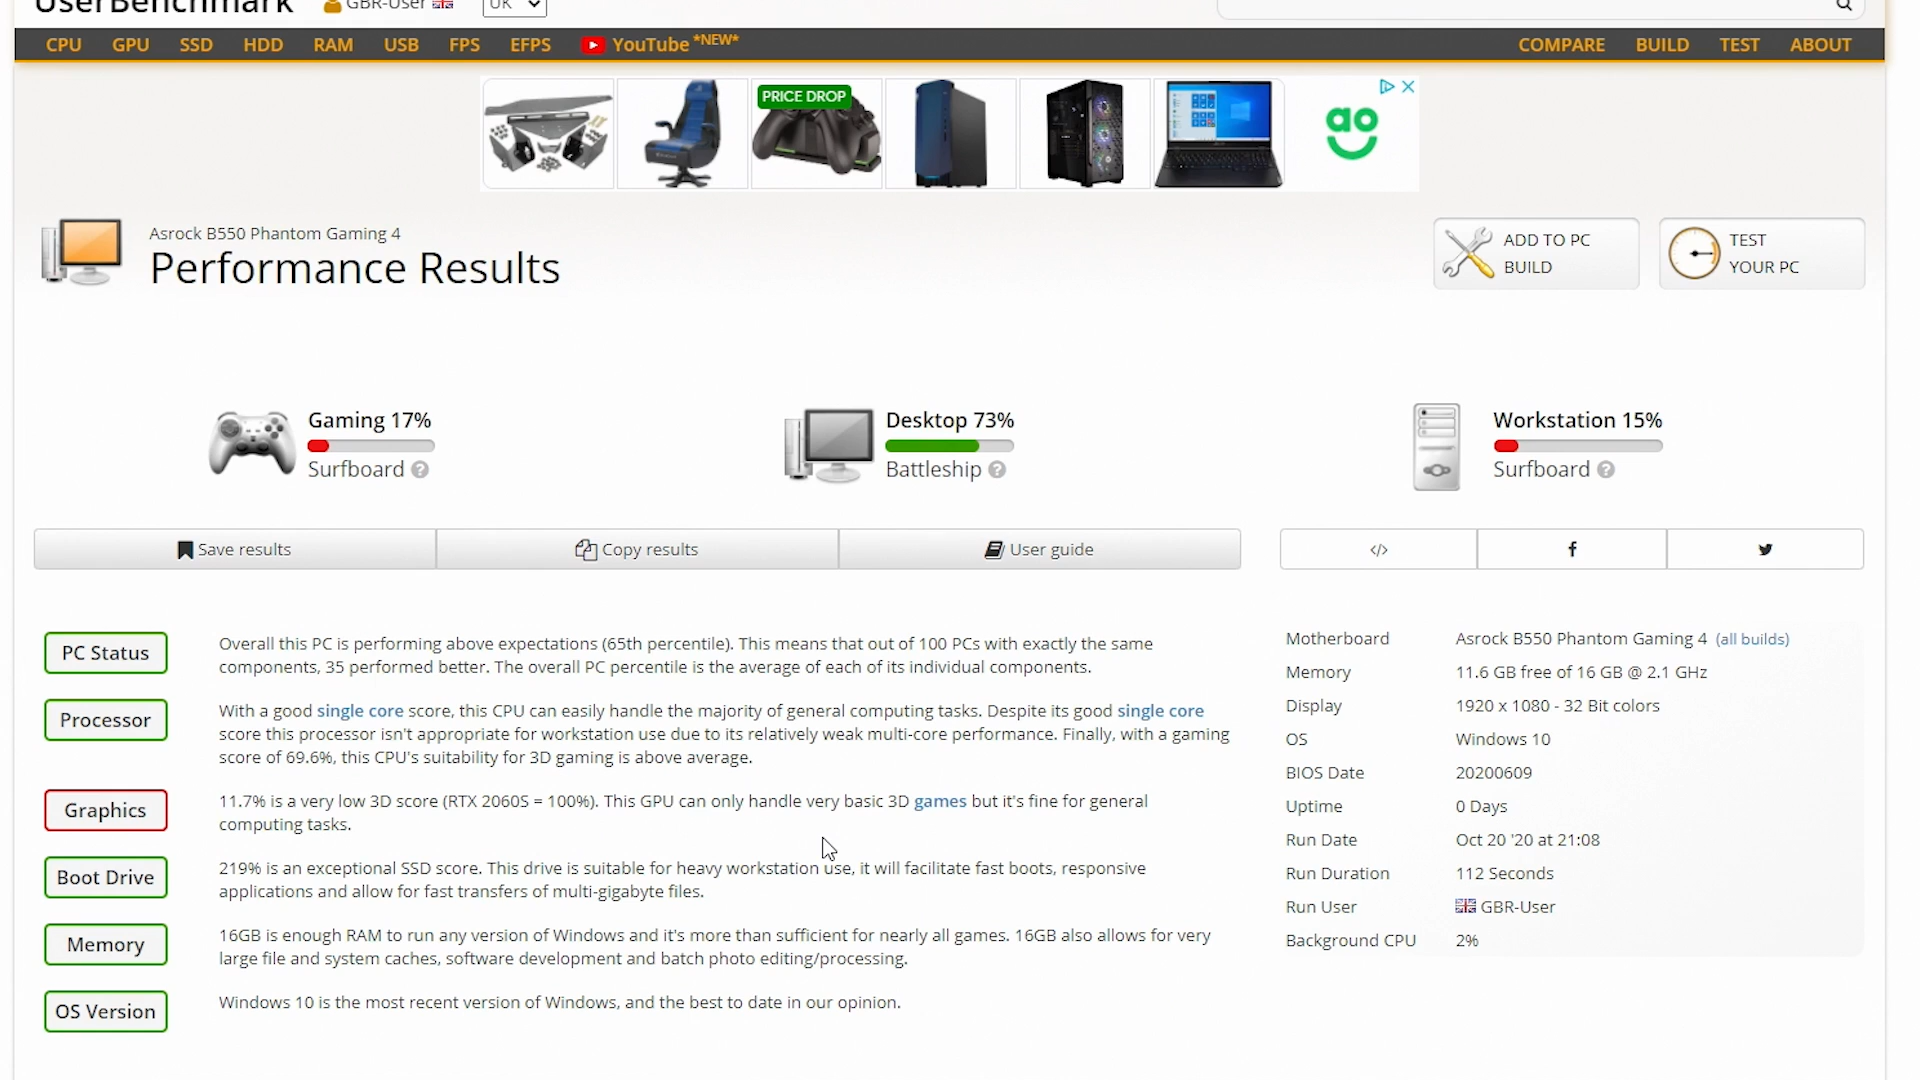 UserBenchmark GBR-User UK
CPU GPU SSD HDD RAM USB FPS EFPS YouTube *NEW* COMPARE BUILD TEST ABOUT
PRICE DROP
ao
Asrock B550 Phantom Gaming 4
Performance Results
ADD TO PC
BUILD
TEST
YOUR PC
Gaming 17%
Surfboard ?
Desktop 73%
Battleship ?
Workstation 15%
Surfboard ?
Save results
Copy results
User guide
</>
f
PC Status
Overall this PC is performing above expectations (65th percentile). This means that out of 100 PCs with exactly the same
components, 35 performed better. The overall PC percentile is the average of each of its individual components.
Processor
With a good single core score, this CPU can easily handle the majority of general computing tasks. Despite its good single core
score this processor isn't appropriate for workstation use due to its relatively weak multi-core performance. Finally, with a gaming
score of 69.6%, this CPU's suitability for 3D gaming is above average.
Graphics
11.7% is a very low 3D score (RTX 2060S = 100%). This GPU can only handle very basic 3D games but it's fine for general
computing tasks.
Boot Drive
219% is an exceptional SSD score. This drive is suitable for heavy workstation use, it will facilitate fast boots, responsive
applications and allow for fast transfers of multi-gigabyte files.
Memory
16GB is enough RAM to run any version of Windows and it's more than sufficient for nearly all games. 16GB also allows for very
large file and system caches, software development and batch photo editing/processing.
OS Version
Windows 10 is the most recent version of Windows, and the best to date in our opinion.
Motherboard Asrock B550 Phantom Gaming 4 (all builds)
Memory 11.6 GB free of 16 GB @ 2.1 GHz
Display 1920 x 1080 - 32 Bit colors
OS Windows 10
BIOS Date 20200609
Uptime 0 Days
Run Date Oct 20 '20 at 21:08
Run Duration 112 Seconds
Run User GBR-User
Background CPU 2%